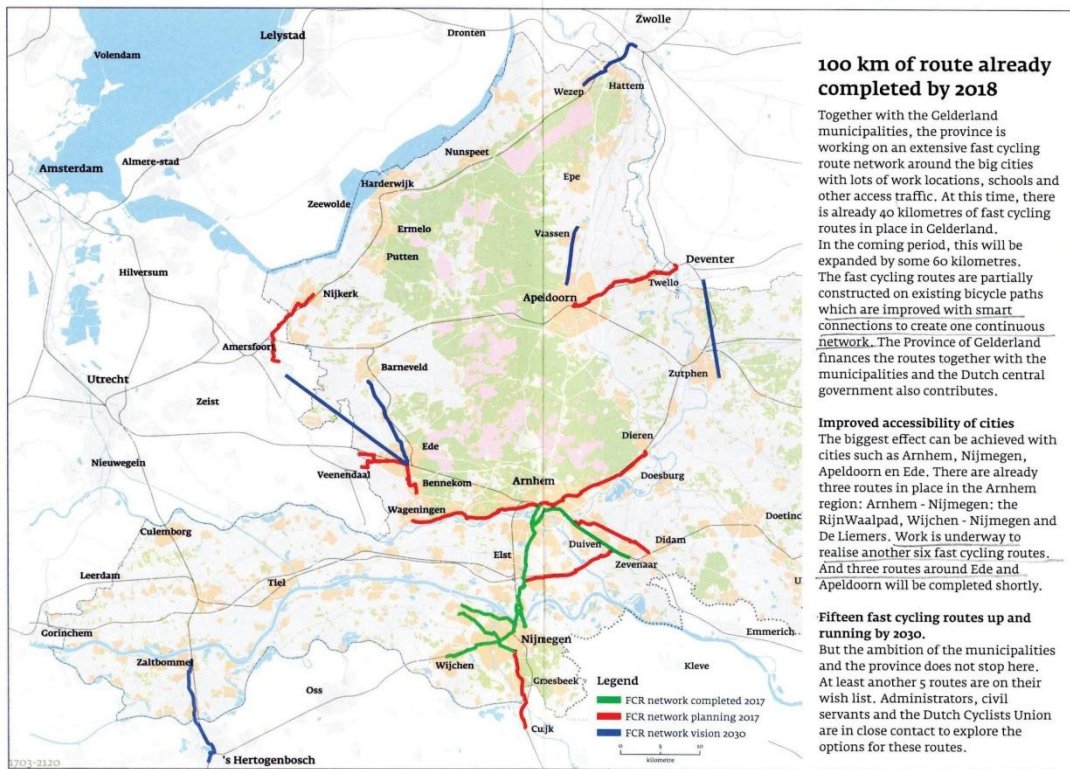 Zwolle
Lelystad
Dronten
Volendam
Wezep
Hattem
Nunspeet
Almere-stad
Amsterdam
Epe
Harderwijk
Zeewolde
Ermelo
Vaassen
Putten
Deventer
Hilversum
Twello
Apeldoorn
Nijkerk
Amersfoort
Barneveld
Zutphen
Utrecht
Zeist
Dieren
Ede
Nieuwegein
Veenendaal
Bennekom
Arnhem
Doesburg
Wageningen
Doetinc
Culemborg
Elst
Duiven
Didam
Zevenaar
Leerdam
Tiel
U
Gorinchem
Nijmegen
Emmerich
Zaltbommel
Wijchen
Kleve
Oss
Groesbeek
Cuijk
's Hertogenbosch
Legend
FCR network completed 2017
FCR network planning 2017
FCR network vision 2030
0 5 10
kilometre
1703-2120
100 km of route already
completed by 2018
Together with the Gelderland
municipalities, the province is
working on an extensive fast cycling
route network around the big cities
with lots of work locations, schools and
other access traffic. At this time, there
is already 40 kilometres of fast cycling
routes in place in Gelderland.
In the coming period, this will be
expanded by some 60 kilometres.
The fast cycling routes are partially
constructed on existing bicycle paths
which are improved with smart
connections to create one continuous
network. The Province of Gelderland
finances the routes together with the
municipalities and the Dutch central
government also contributes.
Improved accessibility of cities
The biggest effect can be achieved with
cities such as Arnhem, Nijmegen,
Apeldoorn en Ede. There are already
three routes in place in the Arnhem
region: Arnhem - Nijmegen: the
RijnWaalpad, Wijchen - Nijmegen and
De Liemers. Work is underway to
realise another six fast cycling routes.
And three routes around Ede and
Apeldoorn will be completed shortly.
Fifteen fast cycling routes up and
running by 2030.
But the ambition of the municipalities
and the province does not stop here.
At least another 5 routes are on their
wish list. Administrators, civil
servants and the Dutch Cyclists Union
are in close contact to explore the
options for these routes.